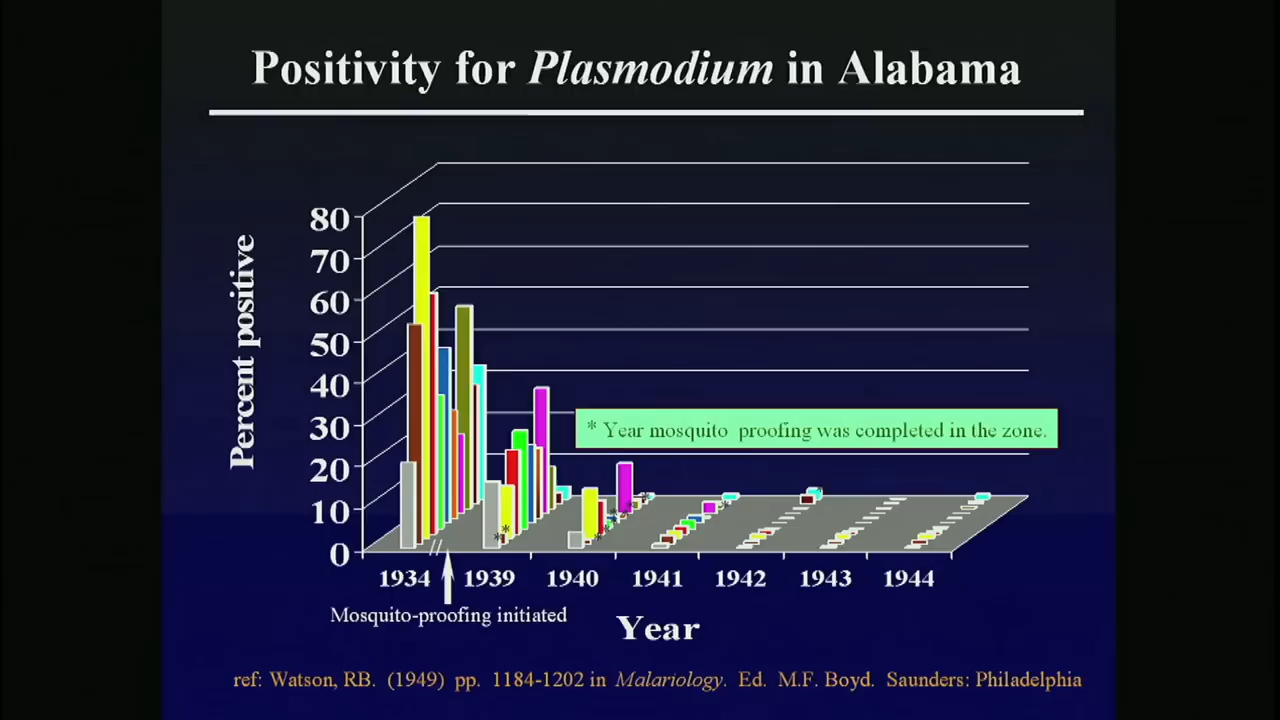 Positivity for Plasmodium in Alabama
Percent positive
80
70
60
50
40
30
20
10
0
* Year mosquito proofing was completed in the zone.
1934 1939 1940 1941 1942 1943 1944
Mosquito-proofing initiated
Year
ref: Watson, RB. (1949) pp. 1184-1202 in Malariology. Ed. M.F. Boyd. Saunders: Philadelphia